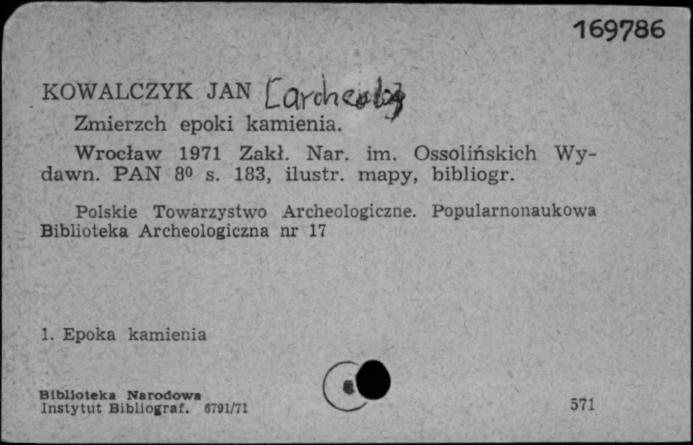 169786
KOWALCZYK JAN [archeolog]
Zmierzch epoki kamienia.
Wrocław 1971 Zakł. Nar. im. Ossolińskich Wy-
dawn. PAN 8⁰ s. 183, ilustr. mapy, bibliogr.
Polskie Towarzystwo Archeologiczne. Popularnonaukowa
Biblioteka Archeologiczna nr 17
1. Epoka kamienia
Biblioteka Narodowa
Instytut Bibliograf. 6791/71
571